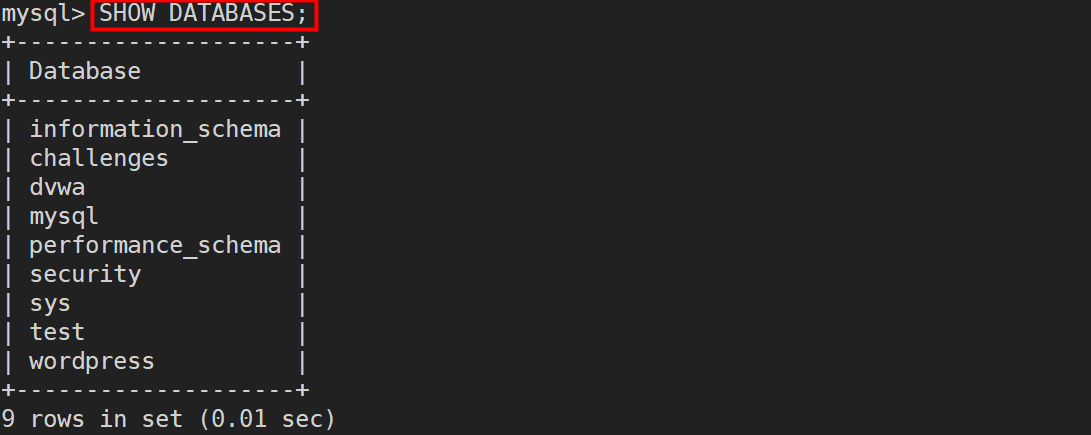 mysql> SHOW DATABASES;
+--------------------+
| Database           |
+--------------------+
| information_schema |
| challenges         |
| dvwa               |
| mysql              |
| performance_schema |
| security           |
| sys                |
| test               |
| wordpress          |
+--------------------+
9 rows in set (0.01 sec)